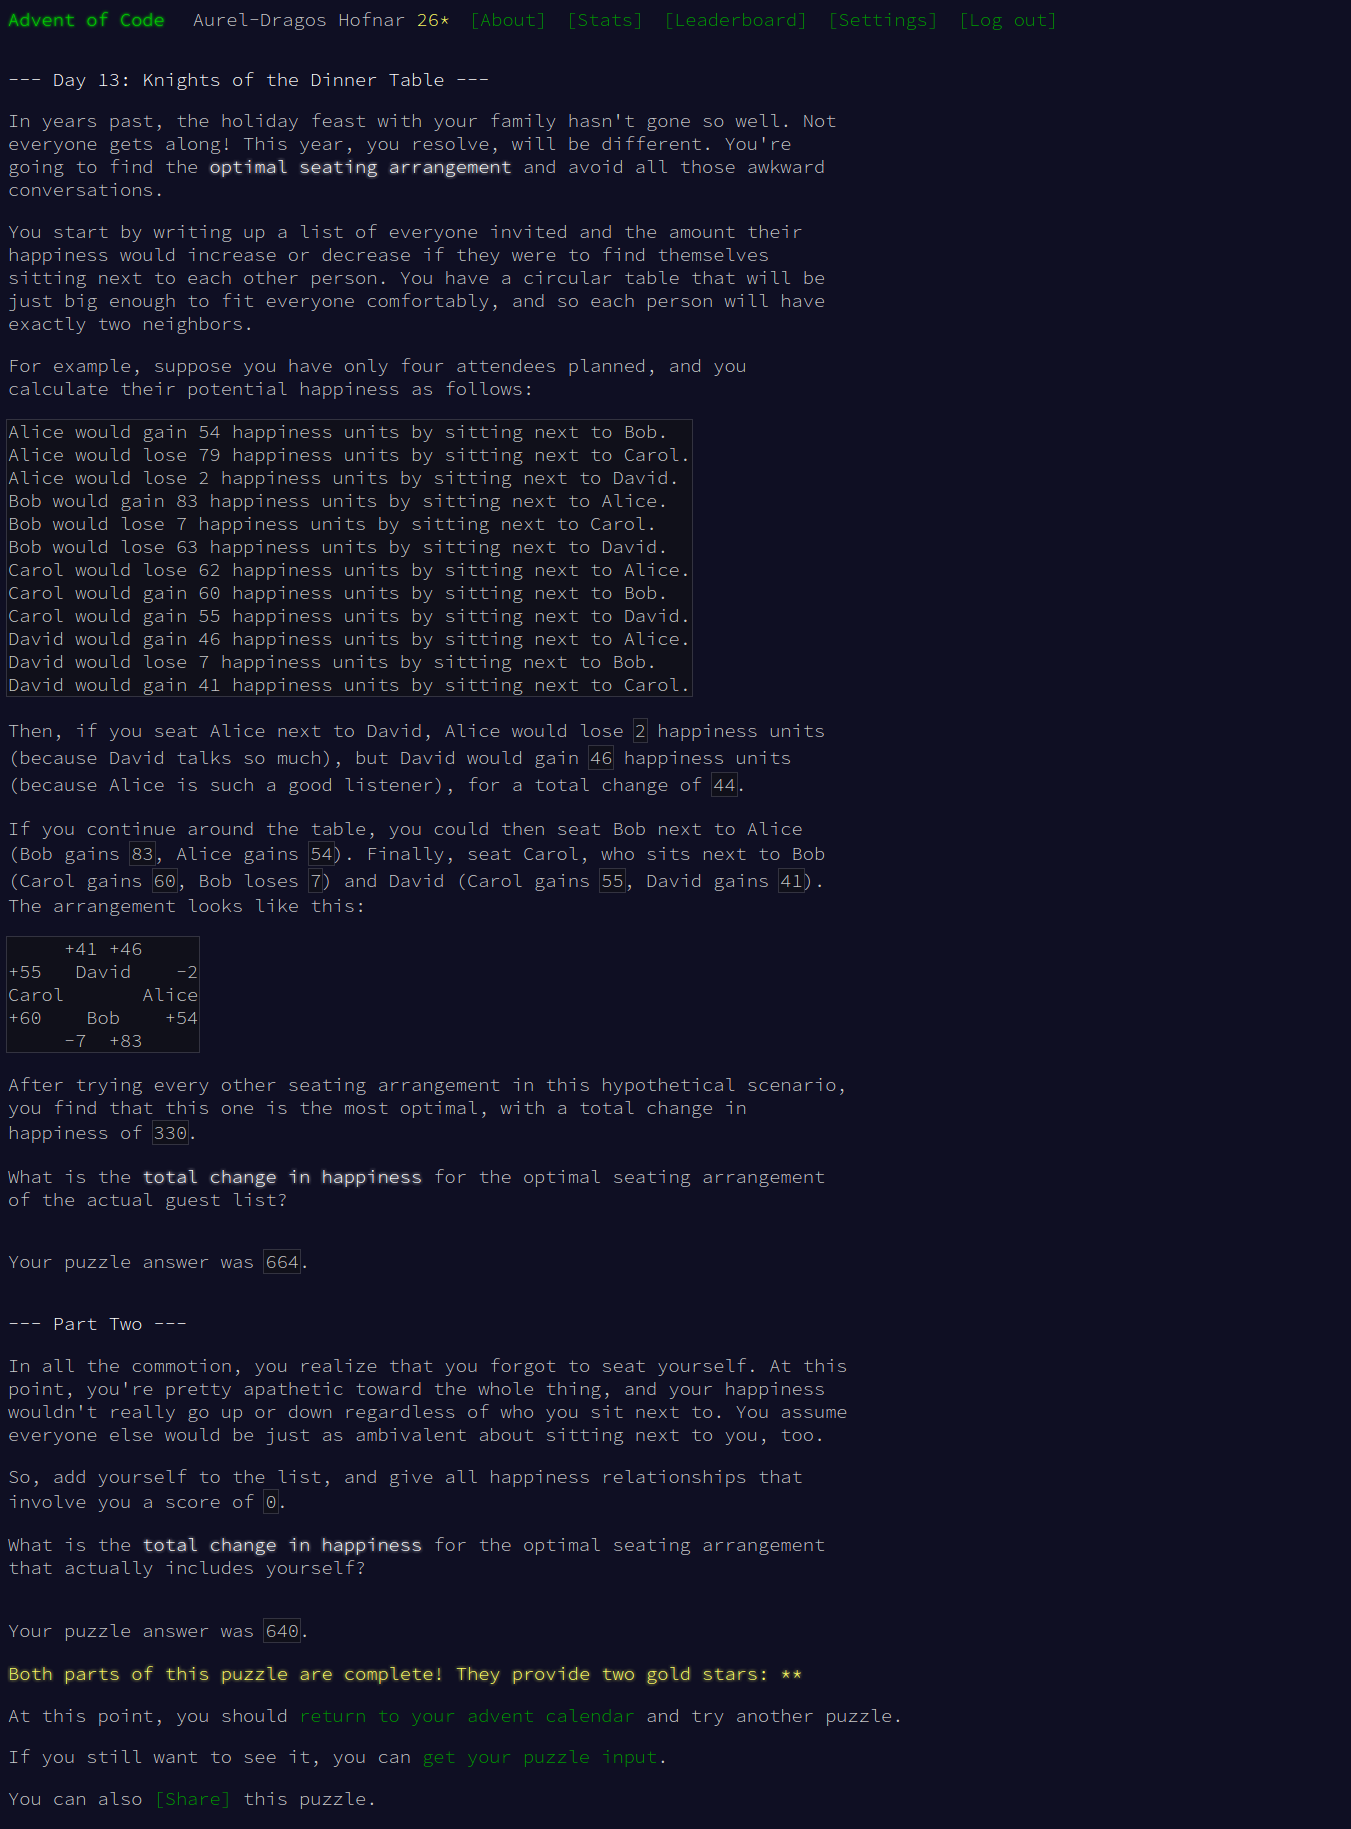 Advent of Code Aurel-Dragos Hofnar 26* [About] [Stats] [Leaderboard] [Settings] [Log out]
--- Day 13: Knights of the Dinner Table ---
In years past, the holiday feast with your family hasn't gone so well. Not
everyone gets along! This year, you resolve, will be different. You're
going to find the optimal seating arrangement and avoid all those awkward
conversations.
You start by writing up a list of everyone invited and the amount their
happiness would increase or decrease if they were to find themselves
sitting next to each other person. You have a circular table that will be
just big enough to fit everyone comfortably, and so each person will have
exactly two neighbors.
For example, suppose you have only four attendees planned, and you
calculate their potential happiness as follows:
Alice would gain 54 happiness units by sitting next to Bob.
Alice would lose 79 happiness units by sitting next to Carol.
Alice would lose 2 happiness units by sitting next to David.
Bob would gain 83 happiness units by sitting next to Alice.
Bob would lose 7 happiness units by sitting next to Carol.
Bob would lose 63 happiness units by sitting next to David.
Carol would lose 62 happiness units by sitting next to Alice.
Carol would gain 60 happiness units by sitting next to Bob.
Carol would gain 55 happiness units by sitting next to David.
David would gain 46 happiness units by sitting next to Alice.
David would lose 7 happiness units by sitting next to Bob.
David would gain 41 happiness units by sitting next to Carol.
Then, if you seat Alice next to David, Alice would lose 2 happiness units
(because David talks so much), but David would gain 46 happiness units
(because Alice is such a good listener), for a total change of 44.
If you continue around the table, you could then seat Bob next to Alice
(Bob gains 83, Alice gains 54). Finally, seat Carol, who sits next to Bob
(Carol gains 60, Bob loses 7) and David (Carol gains 55, David gains 41).
The arrangement looks like this:
+41 +46
+55 David -2
Carol Alice
+60 Bob +54
-7 +83
After trying every other seating arrangement in this hypothetical scenario,
you find that this one is the most optimal, with a total change in
happiness of 330.
What is the total change in happiness for the optimal seating arrangement
of the actual guest list?
Your puzzle answer was 664.
--- Part Two ---
In all the commotion, you realize that you forgot to seat yourself. At this
point, you're pretty apathetic toward the whole thing, and your happiness
wouldn't really go up or down regardless of who you sit next to. You assume
everyone else would be just as ambivalent about sitting next to you, too.
So, add yourself to the list, and give all happiness relationships that
involve you a score of 0.
What is the total change in happiness for the optimal seating arrangement
that actually includes yourself?
Your puzzle answer was 640.
Both parts of this puzzle are complete! They provide two gold stars: **
At this point, you should return to your advent calendar and try another puzzle.
If you still want to see it, you can get your puzzle input.
You can also [Share] this puzzle.